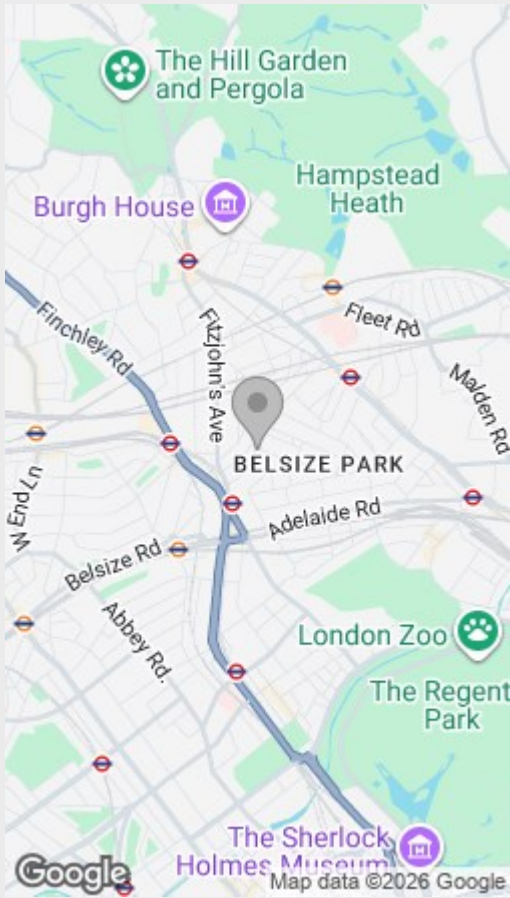 The Hill Garden
and Pergola
Hampstead
Heath
Burgh House
Finchley Rd
Fitzjohn's Ave
Fleet Rd
Malden Rd
BELSIZE PARK
W End Ln
Adelaide Rd
Belsize Rd
Abbey Rd.
London Zoo
The Regent
Park
The Sherlock
Holmes Museum
Google
Map data ©2026 Google